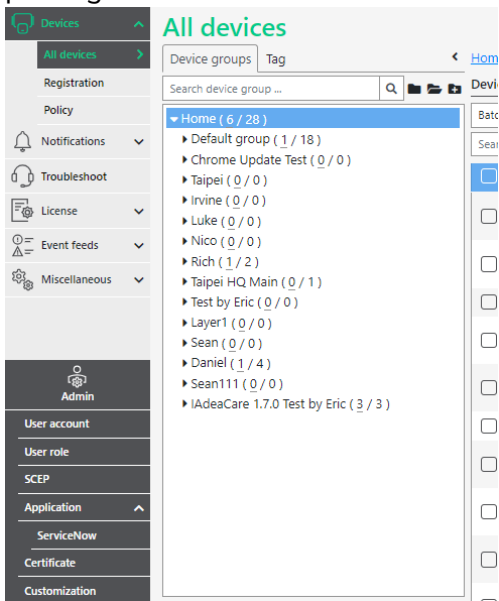 Devices
All devices
Registration
Policy
Notifications
Troubleshoot
License
Event feeds
Miscellaneous
Admin
User account
User role
SCEP
Application
ServiceNow
Certificate
Customization
All devices
Device groups Tag
Search device group ...
Home ( 6 / 28 )
Default group ( 1 / 18 )
Chrome Update Test ( 0 / 0 )
Taipei ( 0 / 0 )
Irvine ( 0 / 0 )
Luke ( 0 / 0 )
Nico ( 0 / 0 )
Rich ( 1 / 2 )
Taipei HQ Main ( 0 / 1 )
Test by Eric ( 0 / 0 )
Layer1 ( 0 / 0 )
Sean ( 0 / 0 )
Daniel ( 1 / 4 )
Sean111 ( 0 / 0 )
IAdeaCare 1.7.0 Test by Eric ( 3 / 3 )